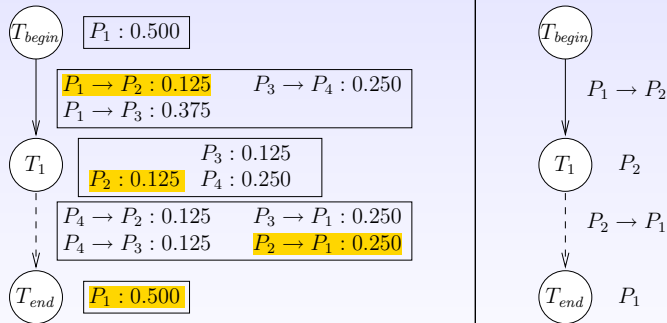 T_begin P_1 : 0.500
P_1 → P_2 : 0.125 P_3 → P_4 : 0.250
P_1 → P_3 : 0.375
T_1
P_3 : 0.125
P_2 : 0.125 P_4 : 0.250
P_4 → P_2 : 0.125 P_3 → P_1 : 0.250
P_4 → P_3 : 0.125 P_2 → P_1 : 0.250
T_end P_1 : 0.500
T_begin
P_1 → P_2
T_1 P_2
P_2 → P_1
T_end P_1